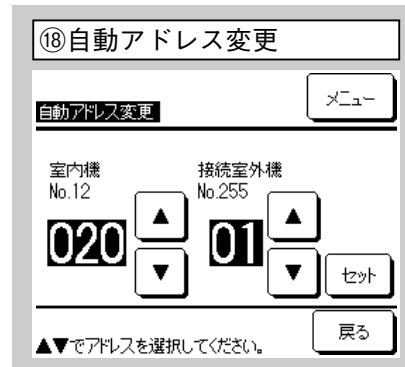 ⑱自動アドレス変更
メニュー
自動アドレス変更
室内機 接続室外機
No.12 No.255
020 ▲ ▼ 01 ▲ ▼
セット
戻る
▲▼でアドレスを選択してください。